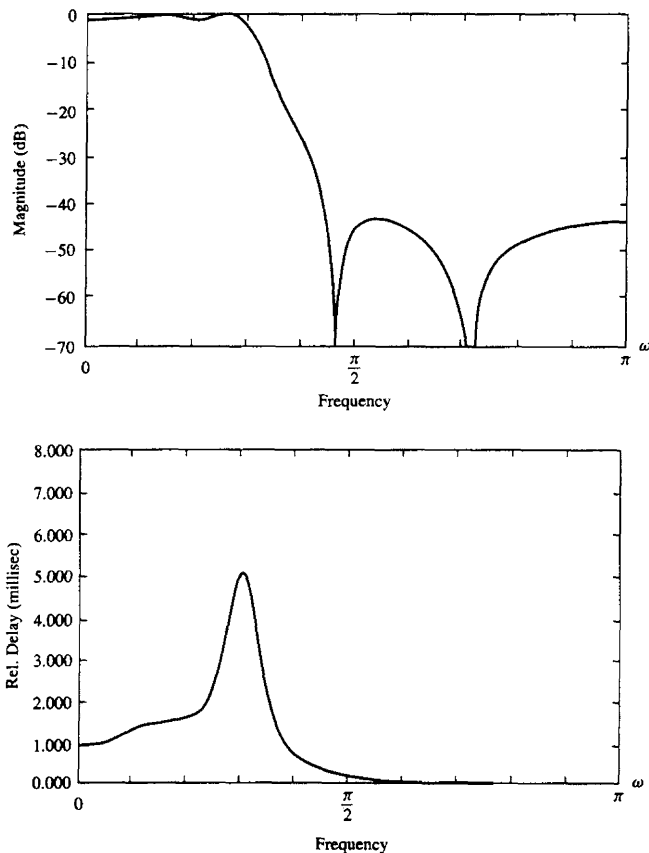 Magnitude (dB)
0
−10
−20
−30
−40
−50
−60
−70
0
π/2
π
ω
Frequency
Rel. Delay (millisec)
8.000
7.000
6.000
5.000
4.000
3.000
2.000
1.000
0.000
0
π/2
π
ω
Frequency